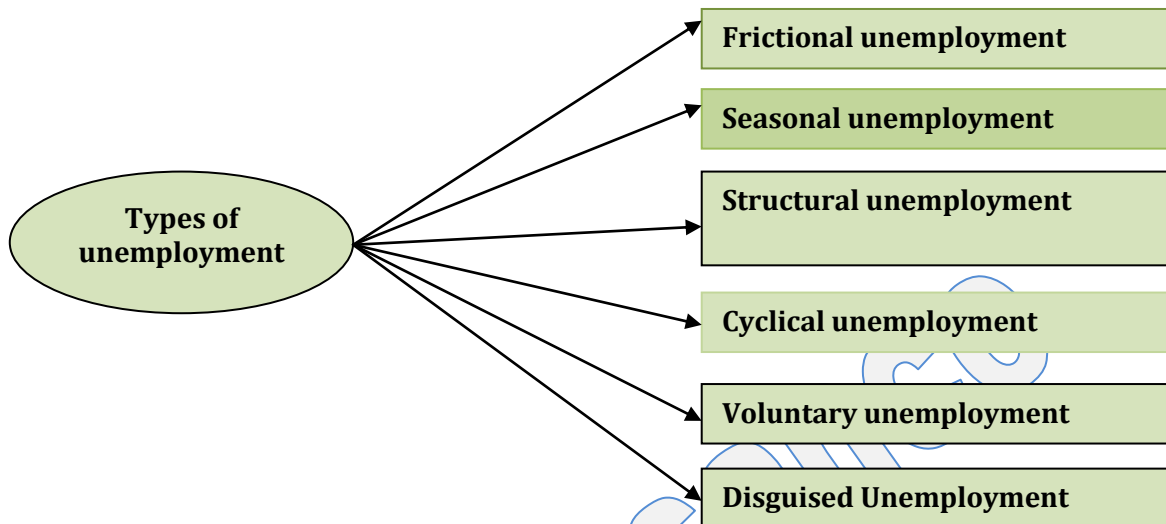 Types of
unemployment
Frictional unemployment
Seasonal unemployment
Structural unemployment
Cyclical unemployment
Voluntary unemployment
Disguised Unemployment